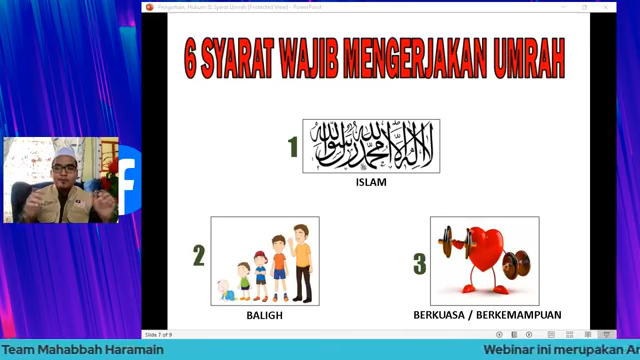 Pengertian, Hukum & Syarat Umrah [Protected View] - PowerPoint
6 SYARAT WAJIB MENGERJAKAN UMRAH
1
لا إله إلا الله محمد رسول الله
ISLAM
2
3
BALIGH
BERKUASA / BERKEMAMPUAN
Slide 7 of 9
Team Mahabbah Haramain
Webinar ini merupakan